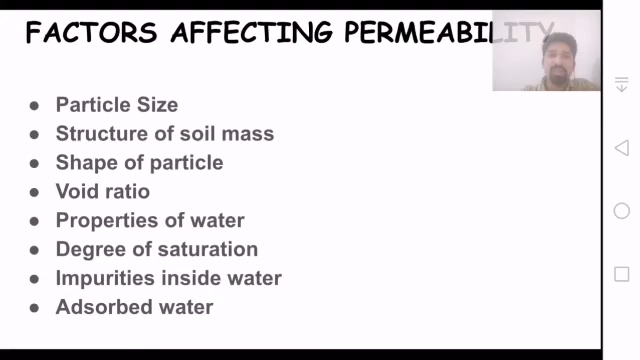 FACTORS AFFECTING PERMEABILITY
● Particle Size
● Structure of soil mass
● Shape of particle
● Void ratio
● Properties of water
● Degree of saturation
● Impurities inside water
● Adsorbed water